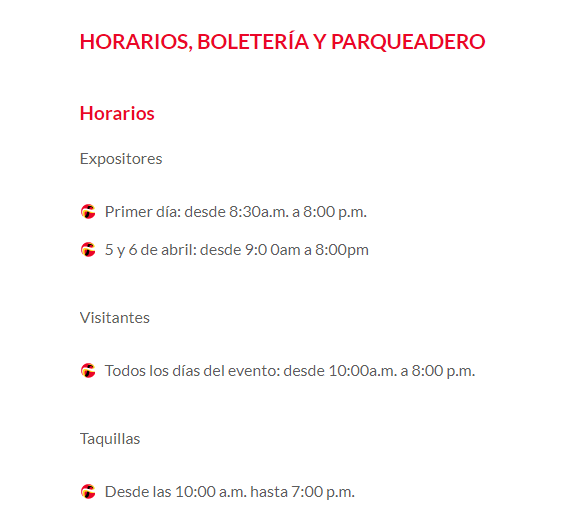 HORARIOS, BOLETERÍA Y PARQUEADERO
Horarios
Expositores
Primer día: desde 8:30a.m. a 8:00 p.m.
5 y 6 de abril: desde 9:0 0am a 8:00pm
Visitantes
Todos los días del evento: desde 10:00a.m. a 8:00 p.m.
Taquillas
Desde las 10:00 a.m. hasta 7:00 p.m.